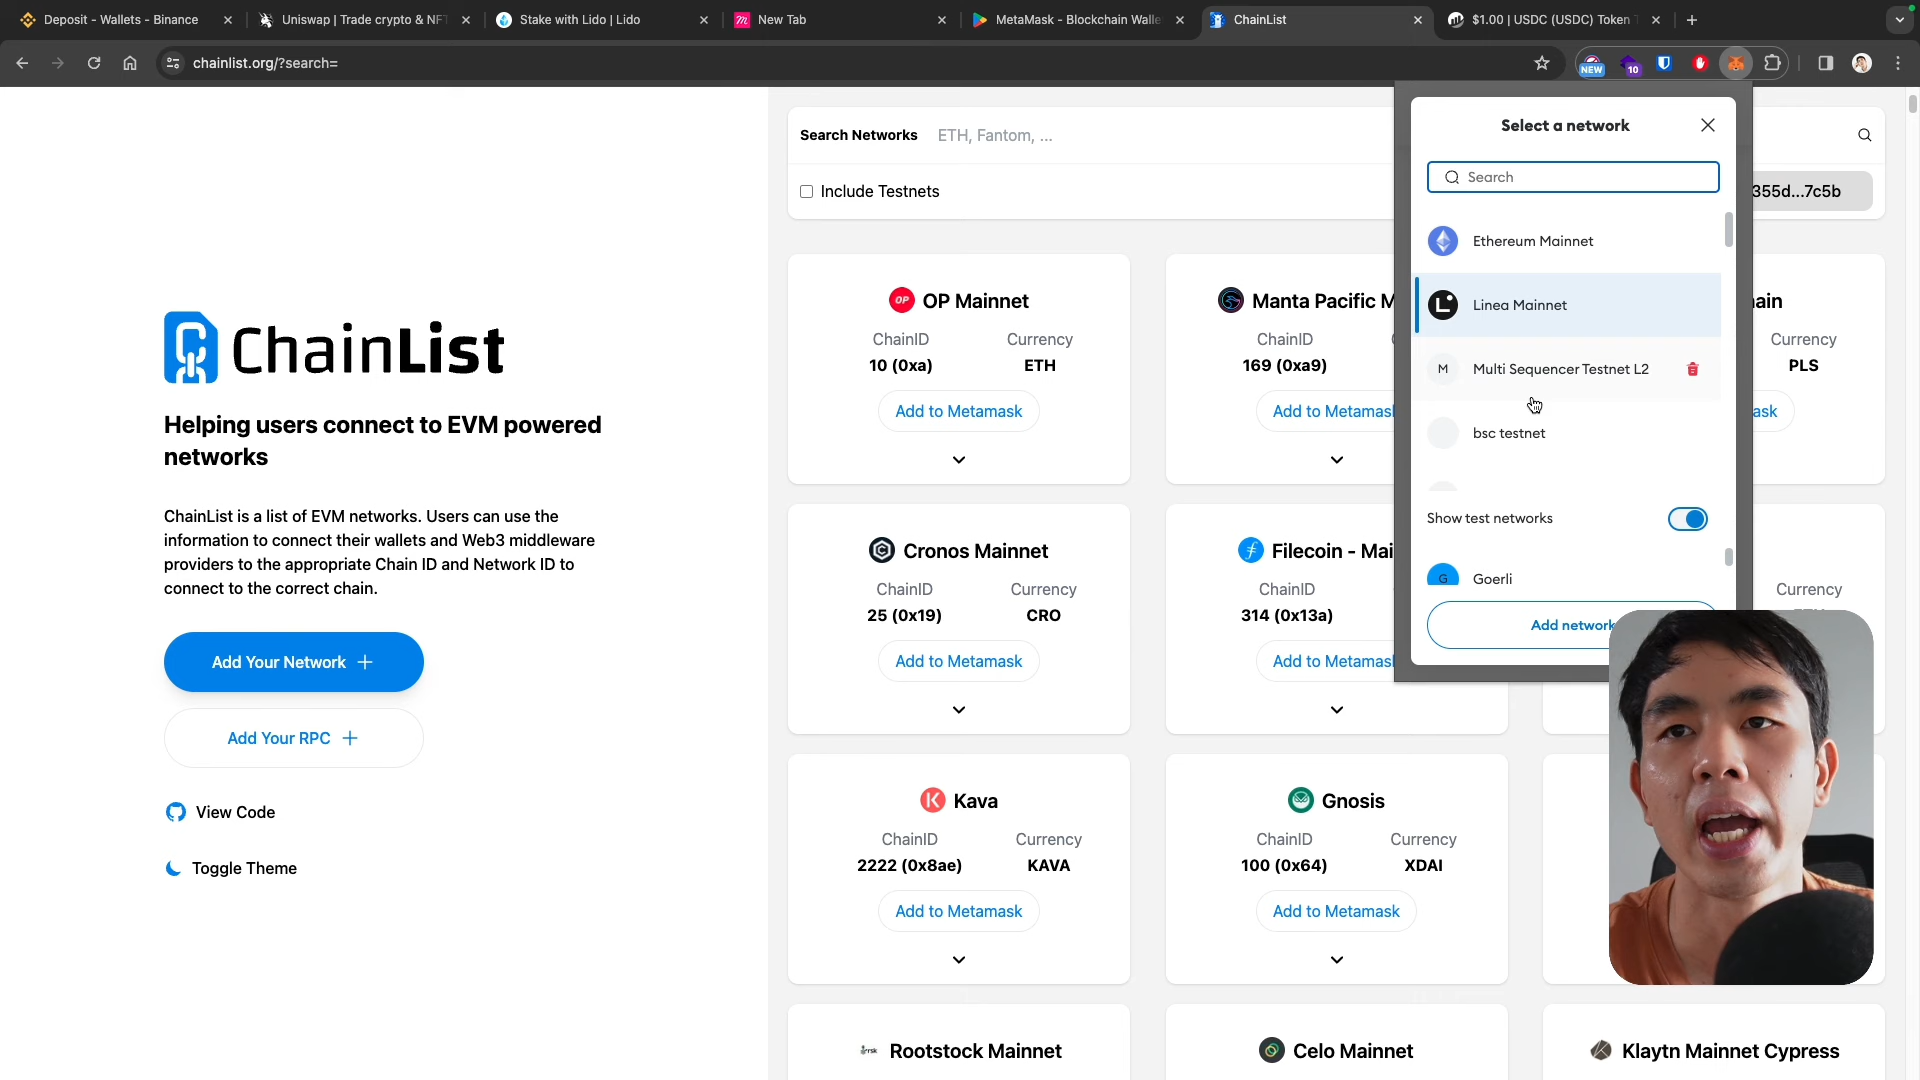 Deposit - Wallets - Binance
Uniswap | Trade crypto & NFT
Stake with Lido | Lido
New Tab
MetaMask - Blockchain Walle
ChainList
$1.00 | USDC (USDC) Token
chainlist.org/?search=
NEW
10
ChainList
Helping users connect to EVM powered
networks
ChainList is a list of EVM networks. Users can use the
information to connect their wallets and Web3 middleware
providers to the appropriate Chain ID and Network ID to
connect to the correct chain.
Add Your Network
Add Your RPC
View Code
Toggle Theme
Search Networks ETH, Fantom, ...
Include Testnets
355d...7c5b
OP Mainnet
ChainID Currency
10 (0xa) ETH
Add to Metamask
Manta Pacific M
ChainID
169 (0xa9)
Add to Metamas
ain
Currency
PLS
ask
Cronos Mainnet
ChainID Currency
25 (0x19) CRO
Add to Metamask
Filecoin - Mai
ChainID
314 (0x13a)
Add to Metamas
Currency
Kava
ChainID Currency
2222 (0x8ae) KAVA
Add to Metamask
Gnosis
ChainID Currency
100 (0x64) XDAI
Add to Metamask
rsk Rootstock Mainnet
Celo Mainnet
Klaytn Mainnet Cypress
Select a network
Search
Ethereum Mainnet
Linea Mainnet
M Multi Sequencer Testnet L2
bsc testnet
Show test networks
G Goerli
Add network